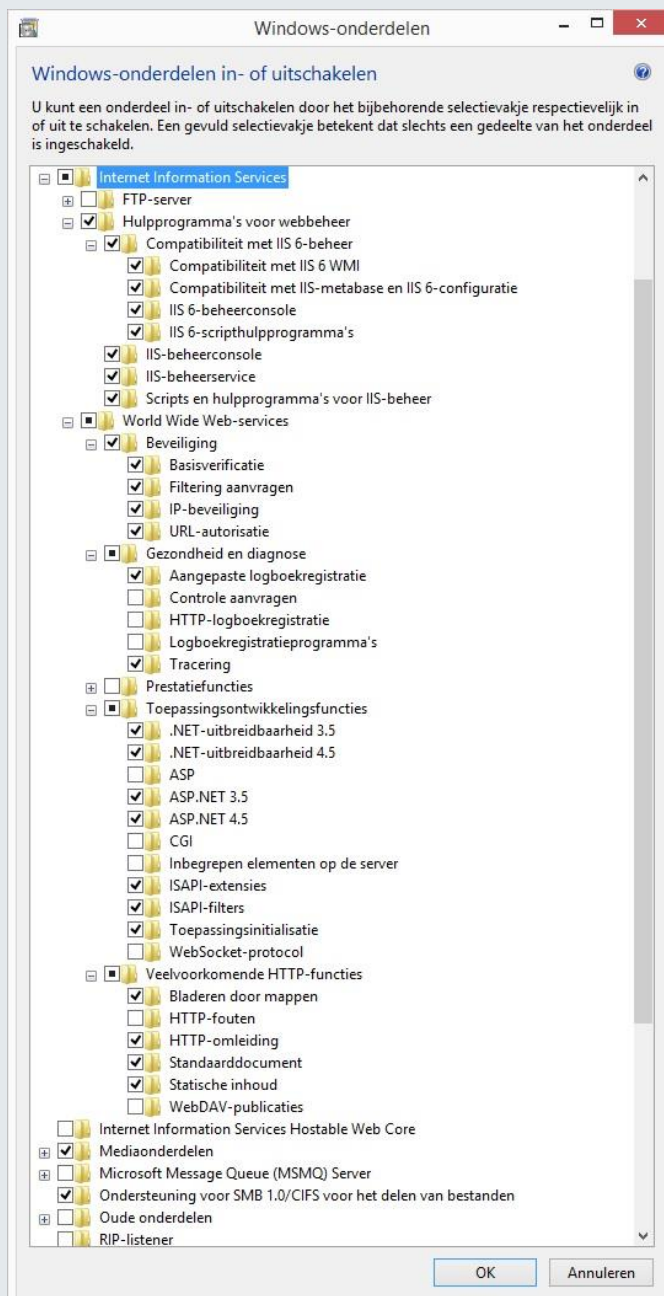 Windows-onderdelen
Windows-onderdelen in- of uitschakelen
U kunt een onderdeel in- of uitschakelen door het bijbehorende selectievakje respectievelijk in
of uit te schakelen. Een gevuld selectievakje betekent dat slechts een gedeelte van het onderdeel
is ingeschakeld.
Internet Information Services
FTP-server
Hulpprogramma's voor webbeheer
Compatibiliteit met IIS 6-beheer
Compatibiliteit met IIS 6 WMI
Compatibiliteit met IIS-metabase en IIS 6-configuratie
IIS 6-beheerconsole
IIS 6-scripthulpprogramma's
IIS-beheerconsole
IIS-beheerservice
Scripts en hulpprogramma's voor IIS-beheer
World Wide Web-services
Beveiliging
Basisverificatie
Filtering aanvragen
IP-beveiliging
URL-autorisatie
Gezondheid en diagnose
Aangepaste logboekregistratie
Controle aanvragen
HTTP-logboekregistratie
Logboekregistratieprogramma's
Tracering
Prestatiefuncties
Toepassingsontwikkelingsfuncties
.NET-uitbreidbaarheid 3.5
.NET-uitbreidbaarheid 4.5
ASP
ASP.NET 3.5
ASP.NET 4.5
CGI
Inbegrepen elementen op de server
ISAPI-extensies
ISAPI-filters
Toepassingsinitialisatie
WebSocket-protocol
Veelvoorkomende HTTP-functies
Bladeren door mappen
HTTP-fouten
HTTP-omleiding
Standaarddocument
Statische inhoud
WebDAV-publicaties
Internet Information Services Hostable Web Core
Mediaonderdelen
Microsoft Message Queue (MSMQ) Server
Ondersteuning voor SMB 1.0/CIFS voor het delen van bestanden
Oude onderdelen
RIP-listener
OK
Annuleren